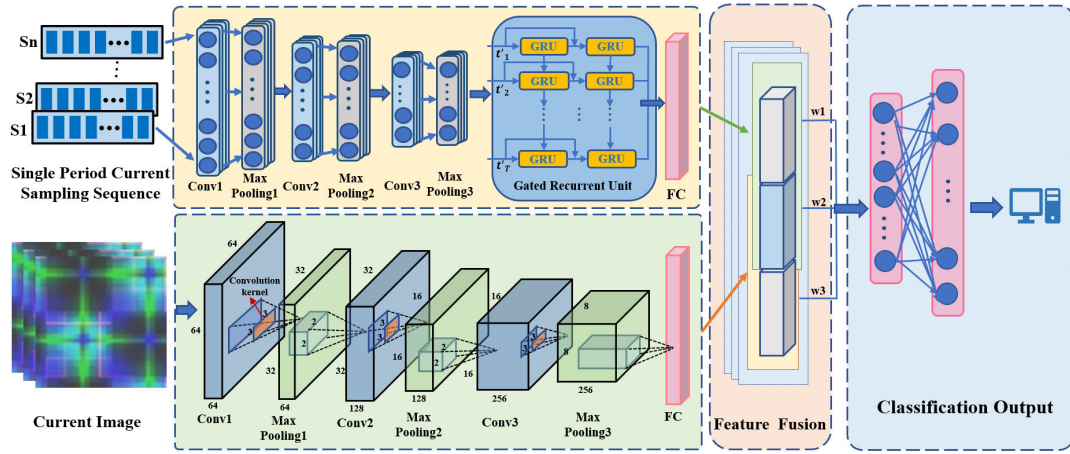 Sn
S2
S1
Single Period Current
Sampling Sequence
Conv1
Max
Pooling1
Conv2
Max
Pooling2
Conv3
Max
Pooling3
t'1
GRU
GRU
t'2
GRU
GRU
t'T
GRU
GRU
Gated Recurrent Unit
FC
Current Image
64
64
64
Convolution
kernel
3
3
Conv1
32
32
64
2
2
Max
Pooling1
32
32
128
3
3
Conv2
16
16
128
2
2
Max
Pooling2
16
16
256
3
3
Conv3
8
8
256
Max
Pooling3
FC
w1
w2
w3
Feature Fusion
Classification Output